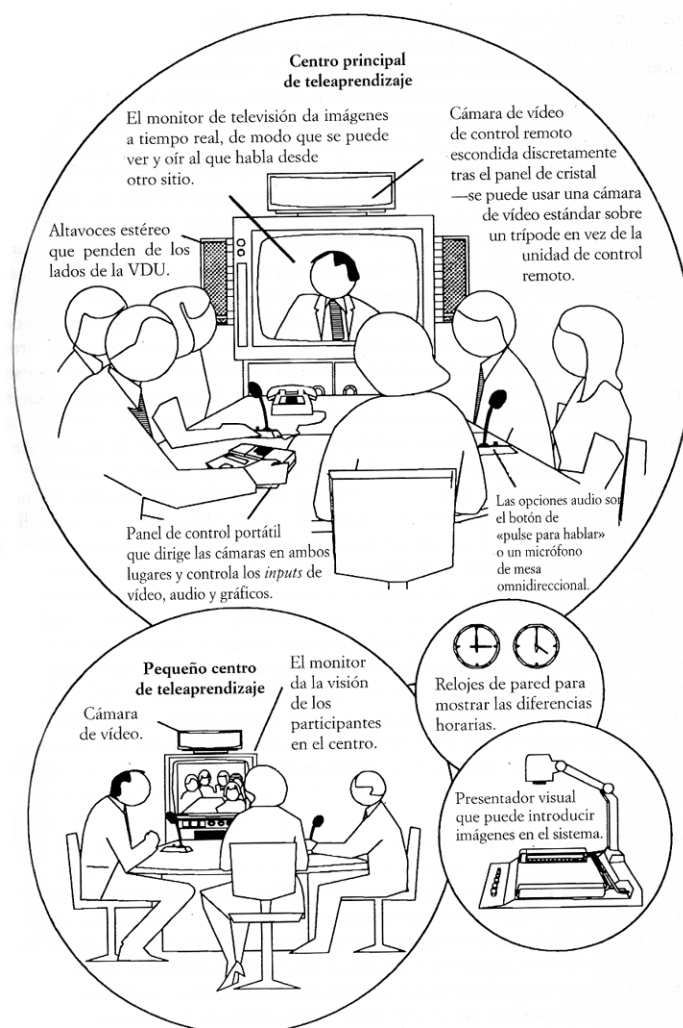 Centro principal
de teleaprendizaje
El monitor de televisión da imágenes
a tiempo real, de modo que se puede
ver y oír al que habla desde
otro sitio.
Cámara de vídeo
de control remoto
escondida discretamente
tras el panel de cristal
—se puede usar una cámara
de vídeo estándar sobre
un trípode en vez de la
unidad de control
remoto.
Altavoces estéreo
que penden de los
lados de la VDU.
Panel de control portátil
que dirige las cámaras en ambos
lugares y controla los inputs de
vídeo, audio y gráficos.
Las opciones audio son
el botón de
«pulse para hablar»
o un micrófono
de mesa
omnidireccional.
Pequeño centro
de teleaprendizaje
Cámara
de vídeo.
El monitor
da la visión
de los
participantes
en el centro.
Relojes de pared para
mostrar las diferencias
horarias.
Presentador visual
que puede introducir
imágenes en el sistema.